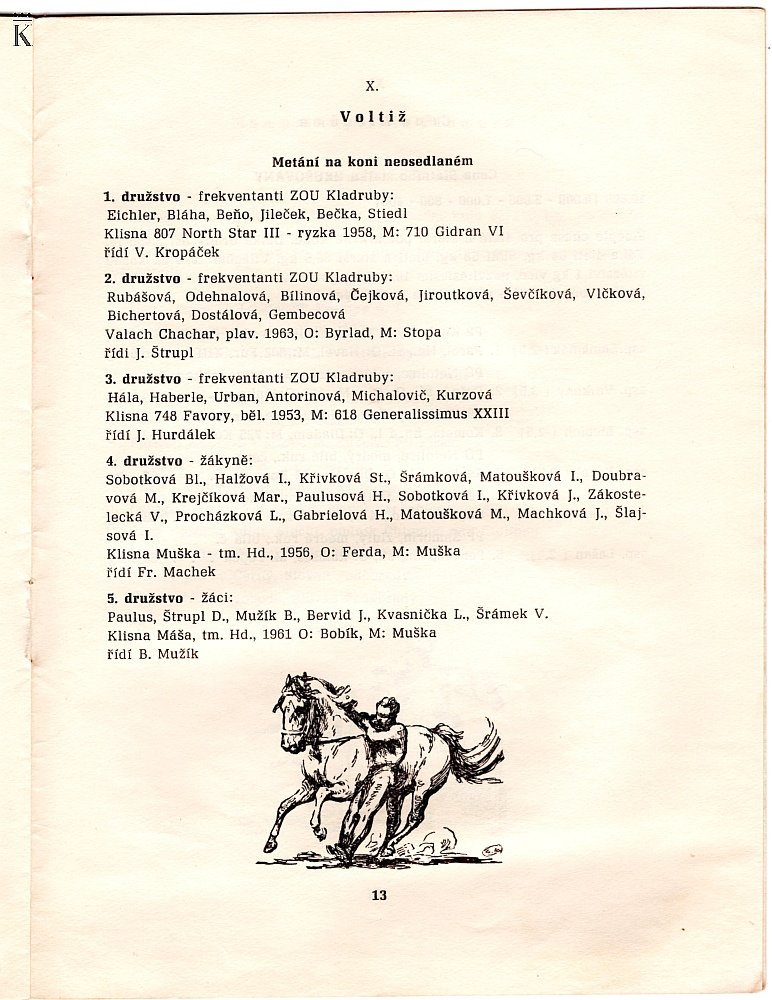 K
X.
Voltiž
Metání na koni neosedlaném
1. družstvo - frekventanti ZOU Kladruby:
Eichler, Bláha, Beňo, Jileček, Bečka, Stiedl
Klisna 807 North Star III - ryzka 1958, M: 710 Gidran VI
řídí V. Kropáček
2. družstvo - frekventanti ZOU Kladruby:
Rubášová, Odehnalová, Bílinová, Čejková, Jiroutková, Ševčíková, Vlčková,
Bichertová, Dostálová, Gembecová
Valach Chachar, plav. 1963, O: Byrlad, M: Stopa
řídi J. Štrupl
3. družstvo - frekventanti ZOU Kladruby:
Hála, Haberle, Urban, Antorinová, Michalovič, Kurzová
Klisna 748 Favory, běl. 1953, M: 618 Generalissimus XXIII
řídí J. Hurdálek
4. družstvo - žákyně:
Sobotková Bl., Halžová I., Křivková St., Šrámková, Matoušková I., Doubra-
vová M., Krejčíková Mar., Paulusová H., Sobotková I., Křivková J., Zákoste-
lecká V., Procházková L., Gabrielová H., Matoušková M., Machková J., Šlaj-
sová I.
Klisna Muška - tm. Hd., 1956, O: Ferda, M: Muška
řídí Fr. Machek
5. družstvo - žáci:
Paulus, Štrupl D., Mužík B., Bervid J., Kvasnička L., Šrámek V.
Klisna Máša, tm. Hd., 1961 O: Bobík, M: Muška
řídí B. Mužík
13